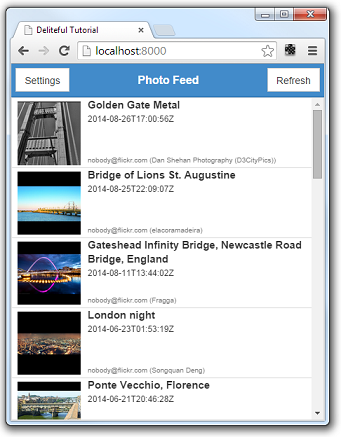 Deliteful Tutorial
localhost:8000
Settings
Photo Feed
Refresh
Golden Gate Metal
2014-08-26T17:00:56Z
nobody@flickr.com (Dan Shehan Photography (D3CityPics))
Bridge of Lions St. Augustine
2014-08-25T22:09:07Z
nobody@flickr.com (elacoramadeira)
Gateshead Infinity Bridge, Newcastle Road
Bridge, England
2014-08-11T13:44:02Z
nobody@flickr.com (Fragga)
London night
2014-06-23T01:53:19Z
nobody@flickr.com (Songquan Deng)
Ponte Vecchio, Florence
2014-06-21T20:46:28Z